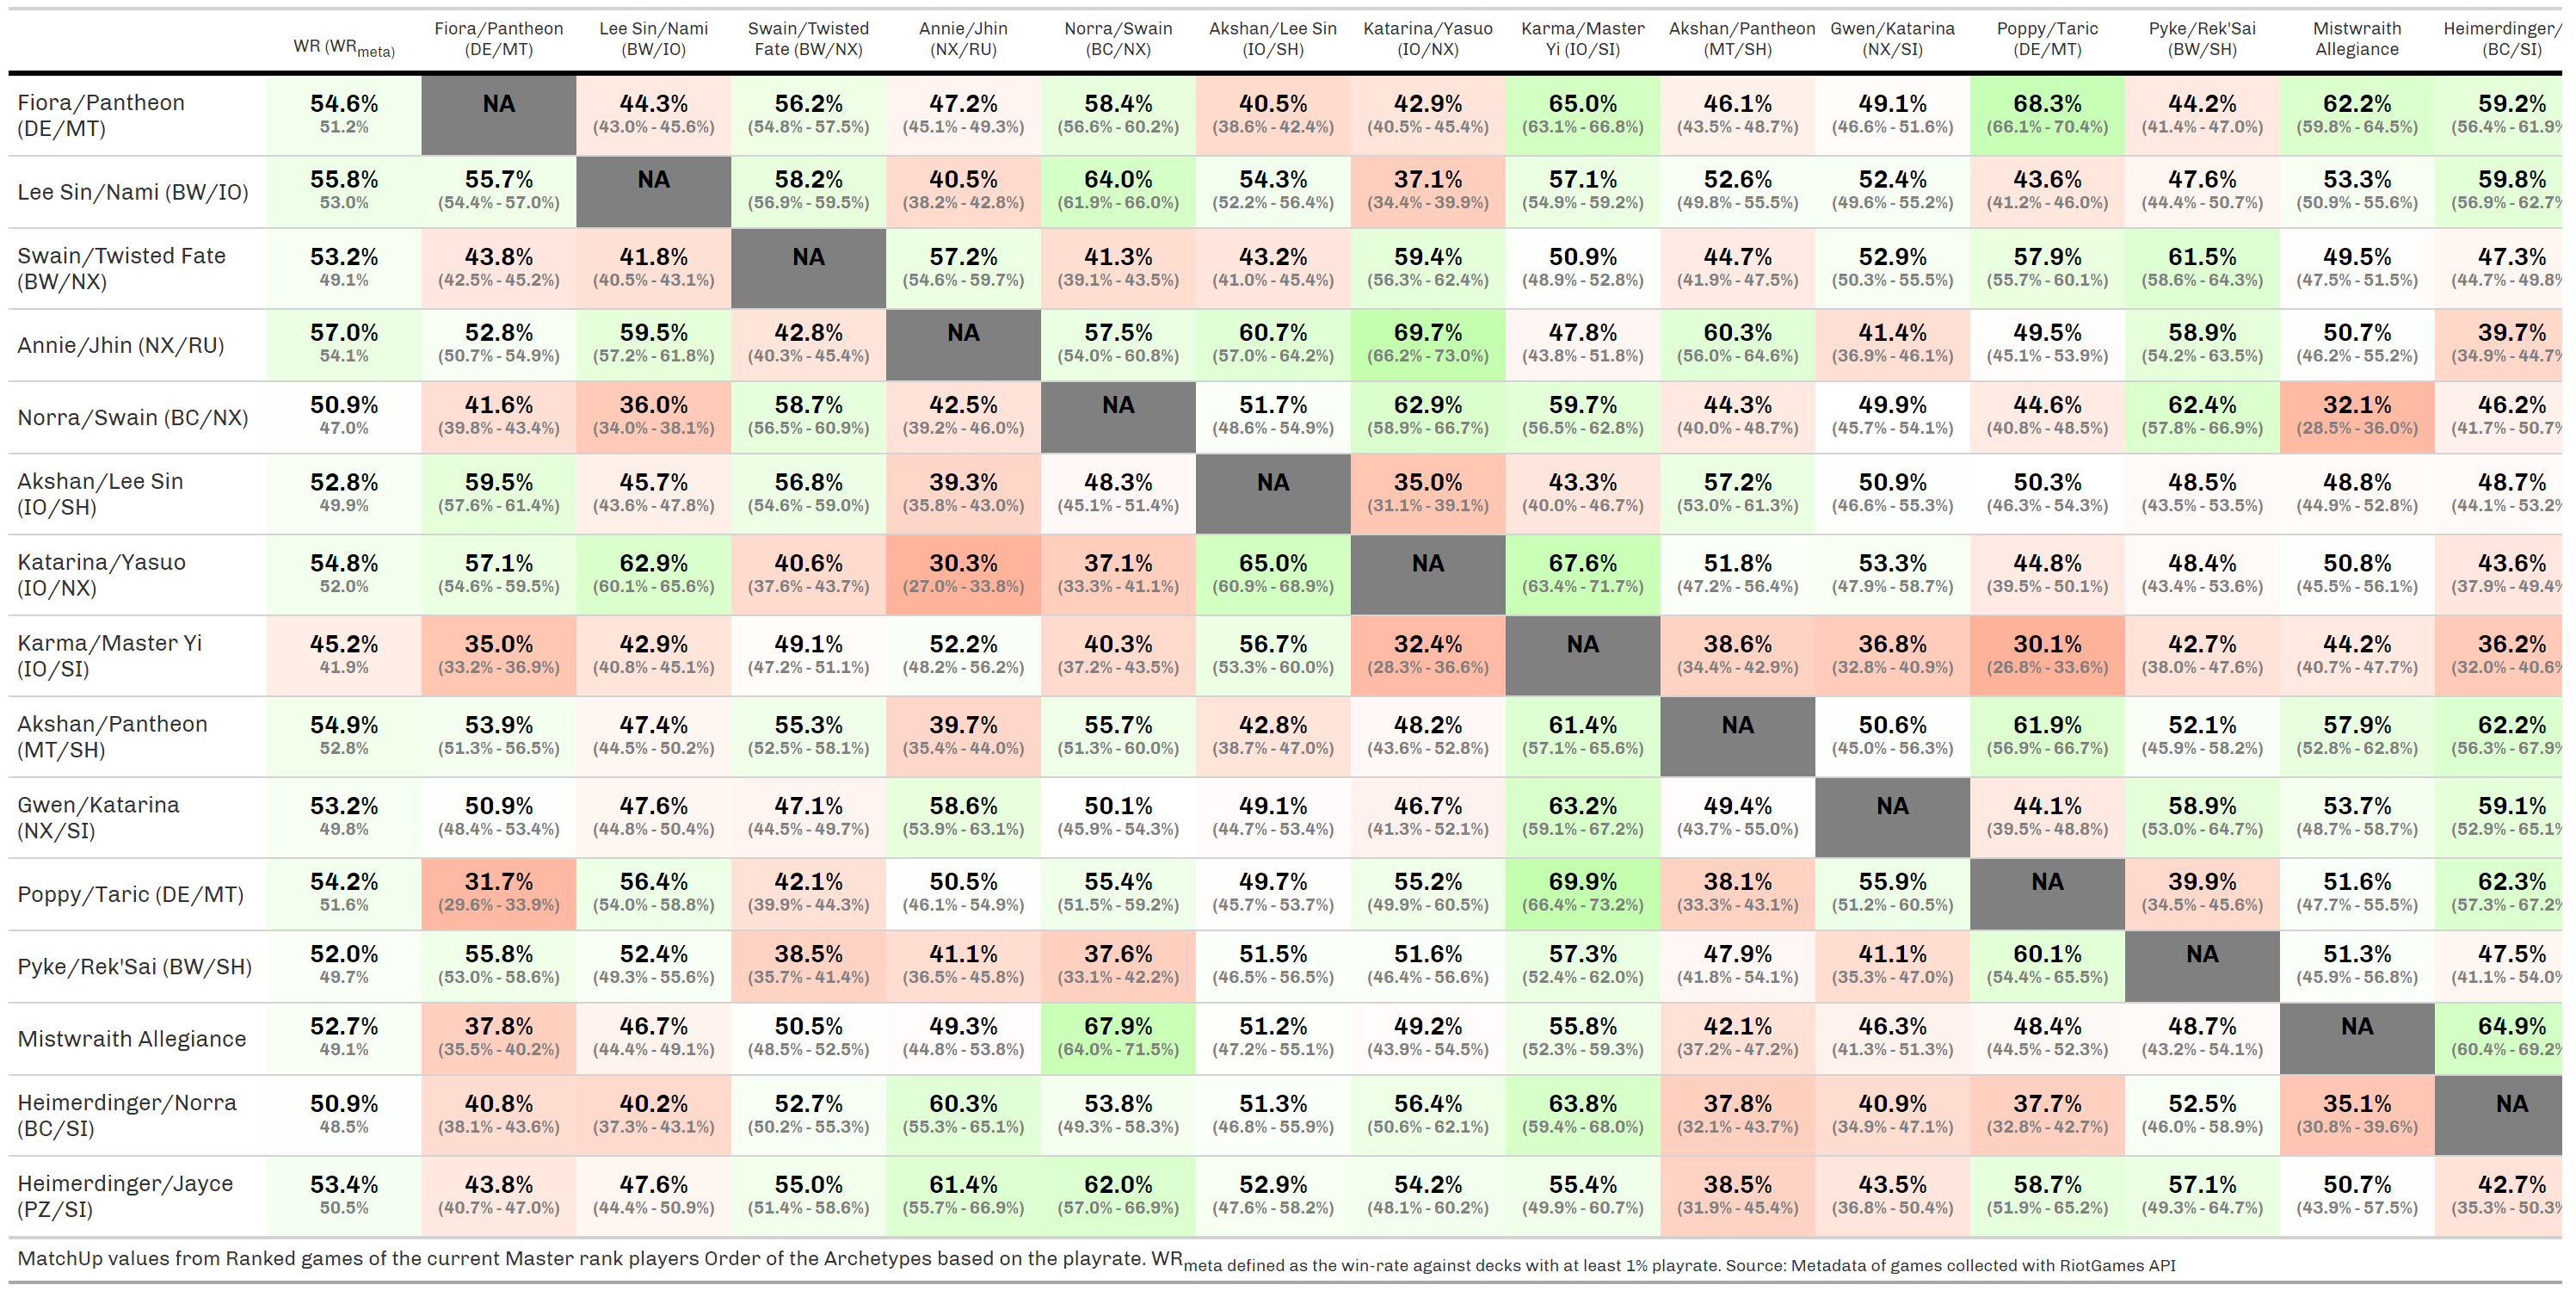 WR (WRmeta) Fiora/Pantheon (DE/MT) Lee Sin/Nami (BW/IO) Swain/Twisted Fate (BW/NX) Annie/Jhin (NX/RU) Norra/Swain (BC/NX) Akshan/Lee Sin (IO/SH) Katarina/Yasuo (IO/NX) Karma/Master Yi (IO/SI) Akshan/Pantheon (MT/SH) Gwen/Katarina (NX/SI) Poppy/Taric (DE/MT) Pyke/Rek'Sai (BW/SH) Mistwraith Allegiance Heimerdinger/ (BC/SI)
Fiora/Pantheon (DE/MT) 54.6% 51.2% NA 44.3% (43.0% - 45.6%) 56.2% (54.8% - 57.5%) 47.2% (45.1% - 49.3%) 58.4% (56.6% - 60.2%) 40.5% (38.6% - 42.4%) 42.9% (40.5% - 45.4%) 65.0% (63.1% - 66.8%) 46.1% (43.5% - 48.7%) 49.1% (46.6% - 51.6%) 68.3% (66.1% - 70.4%) 44.2% (41.4% - 47.0%) 62.2% (59.8% - 64.5%) 59.2% (56.4% - 61.9%
Lee Sin/Nami (BW/IO) 55.8% 53.0% 55.7% (54.4% - 57.0%) NA 58.2% (56.9% - 59.5%) 40.5% (38.2% - 42.8%) 64.0% (61.9% - 66.0%) 54.3% (52.2% - 56.4%) 37.1% (34.4% - 39.9%) 57.1% (54.9% - 59.2%) 52.6% (49.8% - 55.5%) 52.4% (49.6% - 55.2%) 43.6% (41.2% - 46.0%) 47.6% (44.4% - 50.7%) 53.3% (50.9% - 55.6%) 59.8% (56.9% - 62.7%
Swain/Twisted Fate (BW/NX) 53.2% 49.1% 43.8% (42.5% - 45.2%) 41.8% (40.5% - 43.1%) NA 57.2% (54.6% - 59.7%) 41.3% (39.1% - 43.5%) 43.2% (41.0% - 45.4%) 59.4% (56.3% - 62.4%) 50.9% (48.9% - 52.8%) 44.7% (41.9% - 47.5%) 52.9% (50.3% - 55.5%) 57.9% (55.7% - 60.1%) 61.5% (58.6% - 64.3%) 49.5% (47.5% - 51.5%) 47.3% (44.7% - 49.8%
Annie/Jhin (NX/RU) 57.0% 54.1% 52.8% (50.7% - 54.9%) 59.5% (57.2% - 61.8%) 42.8% (40.3% - 45.4%) NA 57.5% (54.0% - 60.8%) 60.7% (57.0% - 64.2%) 69.7% (66.2% - 73.0%) 47.8% (43.8% - 51.8%) 60.3% (56.0% - 64.6%) 41.4% (36.9% - 46.1%) 49.5% (45.1% - 53.9%) 58.9% (54.2% - 63.5%) 50.7% (46.2% - 55.2%) 39.7% (34.9% - 44.7%
Norra/Swain (BC/NX) 50.9% 47.0% 41.6% (39.8% - 43.4%) 36.0% (34.0% - 38.1%) 58.7% (56.5% - 60.9%) 42.5% (39.2% - 46.0%) NA 51.7% (48.6% - 54.9%) 62.9% (58.9% - 66.7%) 59.7% (56.5% - 62.8%) 44.3% (40.0% - 48.7%) 49.9% (45.7% - 54.1%) 44.6% (40.8% - 48.5%) 62.4% (57.8% - 66.9%) 32.1% (28.5% - 36.0%) 46.2% (41.7% - 50.7%
Akshan/Lee Sin (IO/SH) 52.8% 49.9% 59.5% (57.6% - 61.4%) 45.7% (43.6% - 47.8%) 56.8% (54.6% - 59.0%) 39.3% (35.8% - 43.0%) 48.3% (45.1% - 51.4%) NA 35.0% (31.1% - 39.1%) 43.3% (40.0% - 46.7%) 57.2% (53.0% - 61.3%) 50.9% (46.6% - 55.3%) 50.3% (46.3% - 54.3%) 48.5% (43.5% - 53.5%) 48.8% (44.9% - 52.8%) 48.7% (44.1% - 53.2%
Katarina/Yasuo (IO/NX) 54.8% 52.0% 57.1% (54.6% - 59.5%) 62.9% (60.1% - 65.6%) 40.6% (37.6% - 43.7%) 30.3% (27.0% - 33.8%) 37.1% (33.3% - 41.1%) 65.0% (60.9% - 68.9%) NA 67.6% (63.4% - 71.7%) 51.8% (47.2% - 56.4%) 53.3% (47.9% - 58.7%) 44.8% (39.5% - 50.1%) 48.4% (43.4% - 53.6%) 50.8% (45.5% - 56.1%) 43.6% (37.9% - 49.4%
Karma/Master Yi (IO/SI) 45.2% 41.9% 35.0% (33.2% - 36.9%) 42.9% (40.8% - 45.1%) 49.1% (47.2% - 51.1%) 52.2% (48.2% - 56.2%) 40.3% (37.2% - 43.5%) 56.7% (53.3% - 60.0%) 32.4% (28.3% - 36.6%) NA 38.6% (34.4% - 42.9%) 36.8% (32.8% - 40.9%) 30.1% (26.8% - 33.6%) 42.7% (38.0% - 47.6%) 44.2% (40.7% - 47.7%) 36.2% (32.0% - 40.6%
Akshan/Pantheon (MT/SH) 54.9% 52.8% 53.9% (51.3% - 56.5%) 47.4% (44.5% - 50.2%) 55.3% (52.5% - 58.1%) 39.7% (35.4% - 44.0%) 55.7% (51.3% - 60.0%) 42.8% (38.7% - 47.0%) 48.2% (43.6% - 52.8%) 61.4% (57.1% - 65.6%) NA 50.6% (45.0% - 56.3%) 61.9% (56.9% - 66.7%) 52.1% (45.9% - 58.2%) 57.9% (52.8% - 62.8%) 62.2% (56.3% - 67.9%
Gwen/Katarina (NX/SI) 53.2% 49.8% 50.9% (48.4% - 53.4%) 47.6% (44.8% - 50.4%) 47.1% (44.5% - 49.7%) 58.6% (53.9% - 63.1%) 50.1% (45.9% - 54.3%) 49.1% (44.7% - 53.4%) 46.7% (41.3% - 52.1%) 63.2% (59.1% - 67.2%) 49.4% (43.7% - 55.0%) NA 44.1% (39.5% - 48.8%) 58.9% (53.0% - 64.7%) 53.7% (48.7% - 58.7%) 59.1% (52.9% - 65.1%
Poppy/Taric (DE/MT) 54.2% 51.6% 31.7% (29.6% - 33.9%) 56.4% (54.0% - 58.8%) 42.1% (39.9% - 44.3%) 50.5% (46.1% - 54.9%) 55.4% (51.5% - 59.2%) 49.7% (45.7% - 53.7%) 55.2% (49.9% - 60.5%) 69.9% (66.4% - 73.2%) 38.1% (33.3% - 43.1%) 55.9% (51.2% - 60.5%) NA 39.9% (34.5% - 45.6%) 51.6% (47.7% - 55.5%) 62.3% (57.3% - 67.2%
Pyke/Rek'Sai (BW/SH) 52.0% 49.7% 55.8% (53.0% - 58.6%) 52.4% (49.3% - 55.6%) 38.5% (35.7% - 41.4%) 41.1% (36.5% - 45.8%) 37.6% (33.1% - 42.2%) 51.5% (46.5% - 56.5%) 51.6% (46.4% - 56.6%) 57.3% (52.4% - 62.0%) 47.9% (41.8% - 54.1%) 41.1% (35.3% - 47.0%) 60.1% (54.4% - 65.5%) NA 51.3% (45.9% - 56.8%) 47.5% (41.1% - 54.0%
Mistwraith Allegiance 52.7% 49.1% 37.8% (35.5% - 40.2%) 46.7% (44.4% - 49.1%) 50.5% (48.5% - 52.5%) 49.3% (44.8% - 53.8%) 67.9% (64.0% - 71.5%) 51.2% (47.2% - 55.1%) 49.2% (43.9% - 54.5%) 55.8% (52.3% - 59.3%) 42.1% (37.2% - 47.2%) 46.3% (41.3% - 51.3%) 48.4% (44.5% - 52.3%) 48.7% (43.2% - 54.1%) NA 64.9% (60.4% - 69.2%
Heimerdinger/Norra (BC/SI) 50.9% 48.5% 40.8% (38.1% - 43.6%) 40.2% (37.3% - 43.1%) 52.7% (50.2% - 55.3%) 60.3% (55.3% - 65.1%) 53.8% (49.3% - 58.3%) 51.3% (46.8% - 55.9%) 56.4% (50.6% - 62.1%) 63.8% (59.4% - 68.0%) 37.8% (32.1% - 43.7%) 40.9% (34.9% - 47.1%) 37.7% (32.8% - 42.7%) 52.5% (46.0% - 58.9%) 35.1% (30.8% - 39.6%) NA
Heimerdinger/Jayce (PZ/SI) 53.4% 50.5% 43.8% (40.7% - 47.0%) 47.6% (44.4% - 50.9%) 55.0% (51.4% - 58.6%) 61.4% (55.7% - 66.9%) 62.0% (57.0% - 66.9%) 52.9% (47.6% - 58.2%) 54.2% (48.1% - 60.2%) 55.4% (49.9% - 60.7%) 38.5% (31.9% - 45.4%) 43.5% (36.8% - 50.4%) 58.7% (51.9% - 65.2%) 57.1% (49.3% - 64.7%) 50.7% (43.9% - 57.5%) 42.7% (35.3% - 50.3%
MatchUp values from Ranked games of the current Master rank players Order of the Archetypes based on the playrate. WRmeta defined as the win-rate against decks with at least 1% playrate. Source: Metadata of games collected with RiotGames API